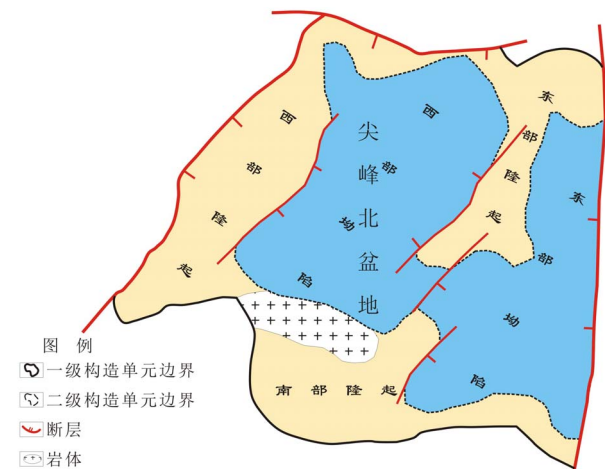 西部隆起
西部坳陷
尖峰北盆地
东部隆起
东部坳陷
南部隆起
图 例
一级构造单元边界
二级构造单元边界
断层
岩体